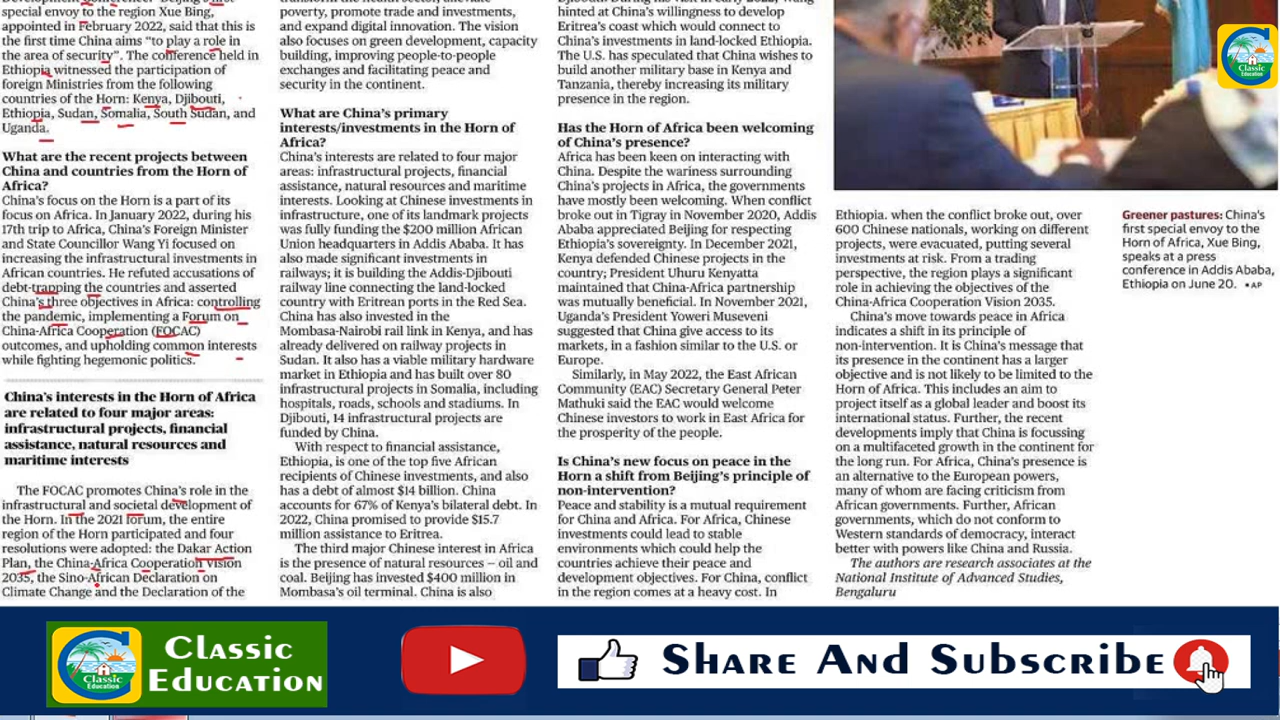 Development Conference. Beijing's first
special envoy to the region Xue Bing,
appointed in February 2022, said that this is
the first time China aims “to play a role in
the area of security”. The conference held in
Ethiopia witnessed the participation of
foreign Ministries from the following
countries of the Horn: Kenya, Djibouti,
Ethiopia, Sudan, Somalia, South Sudan, and
Uganda.
What are the recent projects between
China and countries from the Horn of
Africa?
China's focus on the Horn is a part of its
focus on Africa. In January 2022, during his
17th trip to Africa, China's Foreign Minister
and State Councillor Wang Yi focused on
increasing the infrastructural investments in
African countries. He refuted accusations of
debt-trapping the countries and asserted
China's three objectives in Africa: controlling
the pandemic, implementing a Forum on
China-Africa Cooperation (FOCAC)
outcomes, and upholding common interests
while fighting hegemonic politics.
China's interests in the Horn of Africa
are related to four major areas:
infrastructural projects, financial
assistance, natural resources and
maritime interests
The FOCAC promotes China's role in the
infrastructural and societal development of
the Horn. In the 2021 forum, the entire
region of the Horn participated and four
resolutions were adopted: the Dakar Action
Plan, the China-Africa Cooperation Vision
2035, the Sino-African Declaration on
Climate Change and the Declaration of the
poverty, promote trade and investments,
and expand digital innovation. The vision
also focuses on green development, capacity
building, improving people-to-people
exchanges and facilitating peace and
security in the continent.
What are China's primary
interests/investments in the Horn of
Africa?
China's interests are related to four major
areas: infrastructural projects, financial
assistance, natural resources and maritime
interests. Looking at Chinese investments in
infrastructure, one of its landmark projects
was fully funding the $200 million African
Union headquarters in Addis Ababa. It has
also made significant investments in
railways; it is building the Addis-Djibouti
railway line connecting the land-locked
country with Eritrean ports in the Red Sea.
China has also invested in the
Mombasa-Nairobi rail link in Kenya, and has
already delivered on railway projects in
Sudan. It also has a viable military hardware
market in Ethiopia and has built over 80
infrastructural projects in Somalia, including
hospitals, roads, schools and stadiums. In
Djibouti, 14 infrastructural projects are
funded by China.
With respect to financial assistance,
Ethiopia, is one of the top five African
recipients of Chinese investments, and also
has a debt of almost $14 billion. China
accounts for 67% of Kenya's bilateral debt. In
2022, China promised to provide $15.7
million assistance to Eritrea.
The third major Chinese interest in Africa
is the presence of natural resources – oil and
coal. Beijing has invested $400 million in
Mombasa's oil terminal. China is also
hinted at China's willingness to develop
Eritrea's coast which would connect to
China's investments in land-locked Ethiopia.
The U.S. has speculated that China wishes to
build another military base in Kenya and
Tanzania, thereby increasing its military
presence in the region.
Has the Horn of Africa been welcoming
of China's presence?
Africa has been keen on interacting with
China. Despite the wariness surrounding
China's projects in Africa, the governments
have mostly been welcoming. When conflict
broke out in Tigray in November 2020, Addis
Ababa appreciated Beijing for respecting
Ethiopia's sovereignty. In December 2021,
Kenya defended Chinese projects in the
country; President Uhuru Kenyatta
maintained that China-Africa partnership
was mutually beneficial. In November 2021,
Uganda's President Yoweri Museveni
suggested that China give access to its
markets, in a fashion similar to the U.S. or
Europe.
Similarly, in May 2022, the East African
Community (EAC) Secretary General Peter
Mathuki said the EAC would welcome
Chinese investors to work in East Africa for
the prosperity of the people.
Is China's new focus on peace in the
Horn a shift from Beijing's principle of
non-intervention?
Peace and stability is a mutual requirement
for China and Africa. For Africa, Chinese
investments could lead to stable
environments which could help the
countries achieve their peace and
development objectives. For China, conflict
in the region comes at a heavy cost. In
Ethiopia. when the conflict broke out, over
600 Chinese nationals, working on different
projects, were evacuated, putting several
investments at risk. From a trading
perspective, the region plays a significant
role in achieving the objectives of the
China-Africa Cooperation Vision 2035.
China's move towards peace in Africa
indicates a shift in its principle of
non-intervention. It is China's message that
its presence in the continent has a larger
objective and is not likely to be limited to the
Horn of Africa. This includes an aim to
project itself as a global leader and boost its
international status. Further, the recent
developments imply that China is focussing
on a multifaceted growth in the continent for
the long run. For Africa, China's presence is
an alternative to the European powers,
many of whom are facing criticism from
African governments. Further, African
governments, which do not conform to
Western standards of democracy, interact
better with powers like China and Russia.
The authors are research associates at the
National Institute of Advanced Studies,
Bengaluru
Greener pastures: China's
first special envoy to the
Horn of Africa, Xue Bing,
speaks at a press
conference in Addis Ababa,
Ethiopia on June 20. ▪ AP
Classic
Education
Classic
Education
Classic
Education
Share And Subscribe